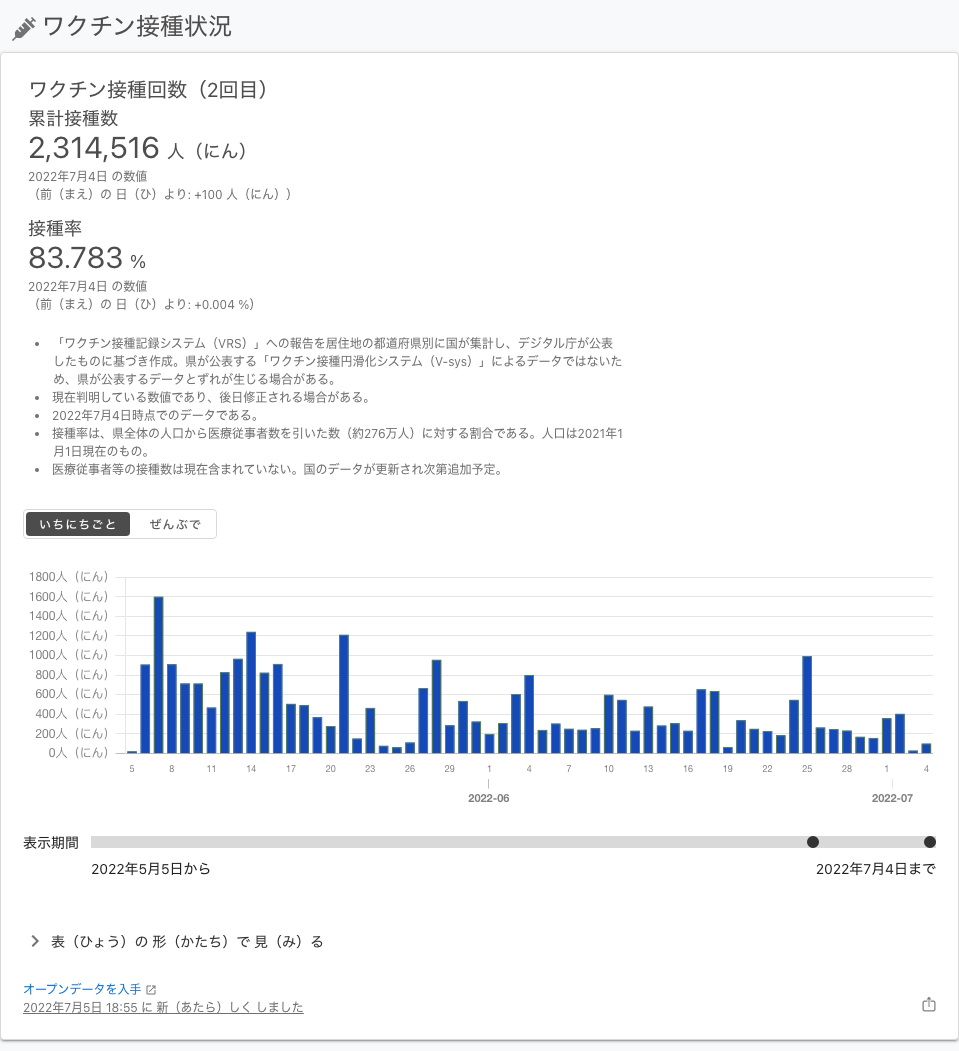 ワクチン接種状況
ワクチン接種回数（2回目）
累計接種数
2,314,516 人（にん）
2022年7月4日 の数値
（前（まえ）の 日（ひ）より: +100 人（にん））
接種率
83.783 %
2022年7月4日 の数値
（前（まえ）の 日（ひ）より: +0.004 %）
• 「ワクチン接種記録システム（VRS）」への報告を居住地の都道府県別に国が集計し、デジタル庁が公表
したものに基づき作成。県が公表する「ワクチン接種円滑化システム（V-sys）」によるデータではないた
め、県が公表するデータとずれが生じる場合がある。
• 現在判明している数値であり、後日修正される場合がある。
• 2022年7月4日時点でのデータである。
• 接種率は、県全体の人口から医療従事者数を引いた数（約276万人）に対する割合である。人口は2021年1
月1日現在のもの。
• 医療従事者等の接種数は現在含まれていない。国のデータが更新され次第追加予定。
いちにちごと ぜんぶで
1800人（にん）
1600人（にん）
1400人（にん）
1200人（にん）
1000人（にん）
800人（にん）
600人（にん）
400人（にん）
200人（にん）
0人（にん）
5 8 11 14 17 20 23 26 29 1 4 7 10 13 16 19 22 25 28 1 4
2022-06 2022-07
表示期間
2022年5月5日から 2022年7月4日まで
表（ひょう）の 形（かたち）で 見（み）る
オープンデータを入手
2022年7月5日 18:55 に 新（あたら）しく しました